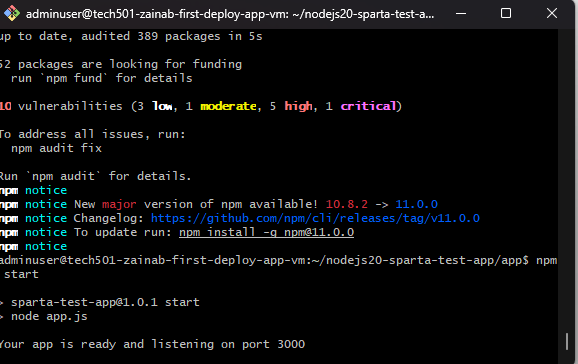 adminuser@tech501-zainab-first-deploy-app-vm: ~/nodejs20-sparta-test-a...
up to date, audited 389 packages in 5s
52 packages are looking for funding
run `npm fund` for details
10 vulnerabilities (3 low, 1 moderate, 5 high, 1 critical)
To address all issues, run:
npm audit fix
Run `npm audit` for details.
npm notice
npm notice New major version of npm available! 10.8.2 -> 11.0.0
npm notice Changelog: https://github.com/npm/cli/releases/tag/v11.0.0
npm notice To update run: npm install -g npm@11.0.0
npm notice
adminuser@tech501-zainab-first-deploy-app-vm:~/nodejs20-sparta-test-app/app$ npm
start
> sparta-test-app@1.0.1 start
> node app.js
Your app is ready and listening on port 3000